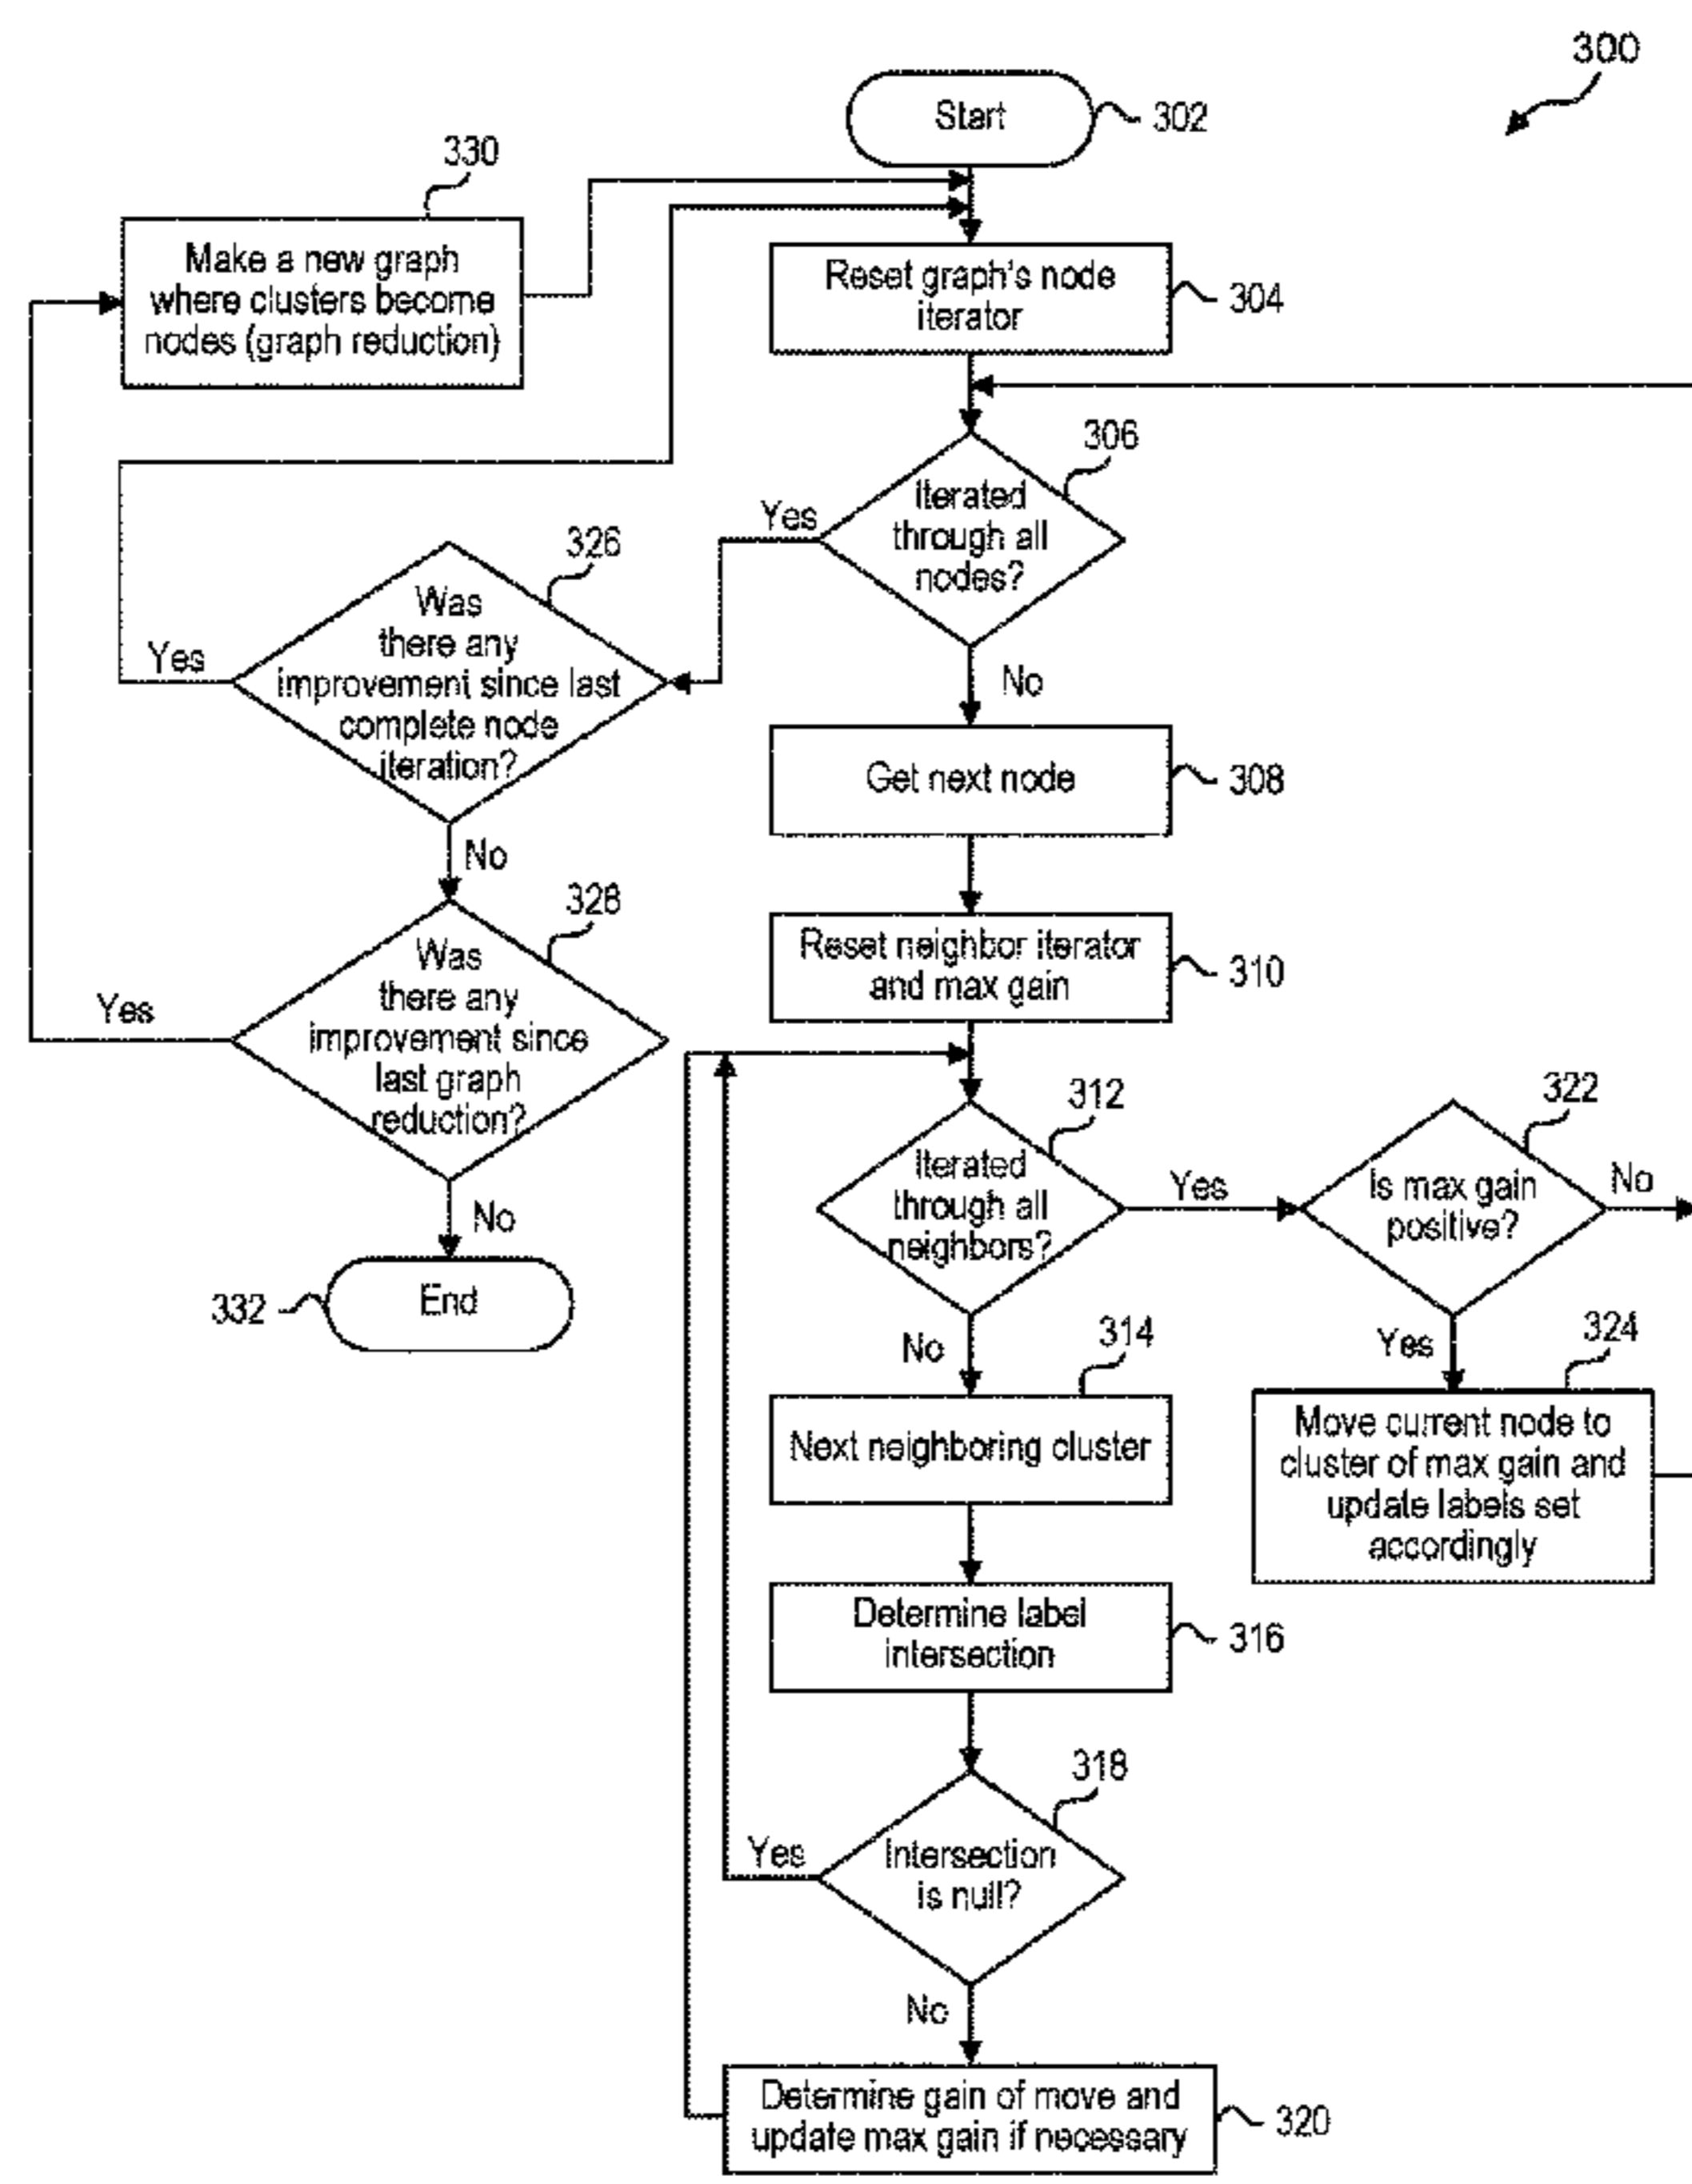 300
Start
302
330
Make a new graph
where clusters become
nodes (graph reduction)
Reset graph's node
iterator
304
306
Iterated
through all
nodes?
Yes
No
326
Was
there any
improvement since last
complete node
iteration?
Yes
No
Get next node
308
328
Was
there any
improvement since
last graph
reduction?
Yes
No
Reset neighbor iterator
and max gain
310
312
Iterated
through all
neighbors?
Yes
No
322
Is max gain
positive?
No
Yes
332
End
314
Next neighboring cluster
324
Move current node to
cluster of max gain and
update labels set
accordingly
Determine label
intersection
316
318
Intersection
is null?
Yes
No
Determine gain of move and
update max gain if necessary
320